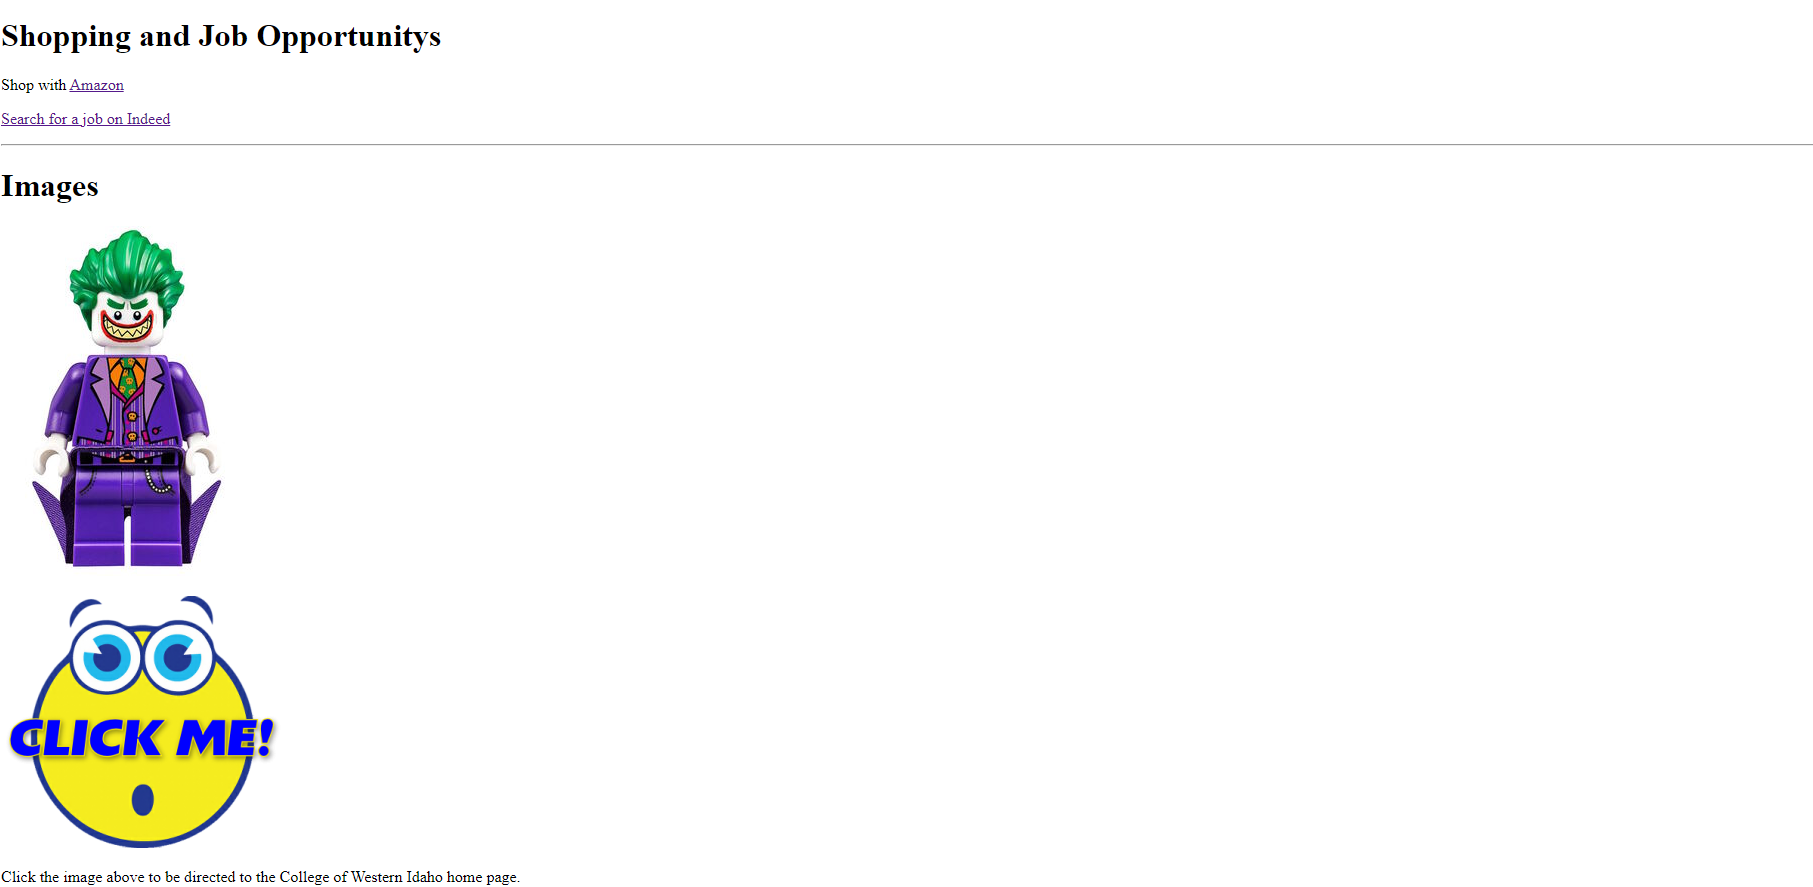 Shopping and Job Opportunitys
Shop with Amazon
Search for a job on Indeed
Images
CLICK ME!
Click the image above to be directed to the College of Western Idaho home page.